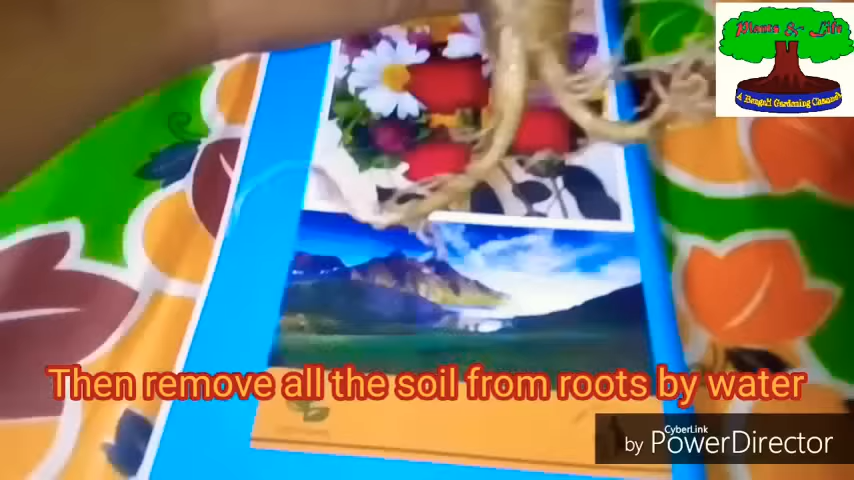 Plants & Life
A Bengali Gardening Channel
Then remove all the soil from roots by water
CyberLink
by PowerDirector